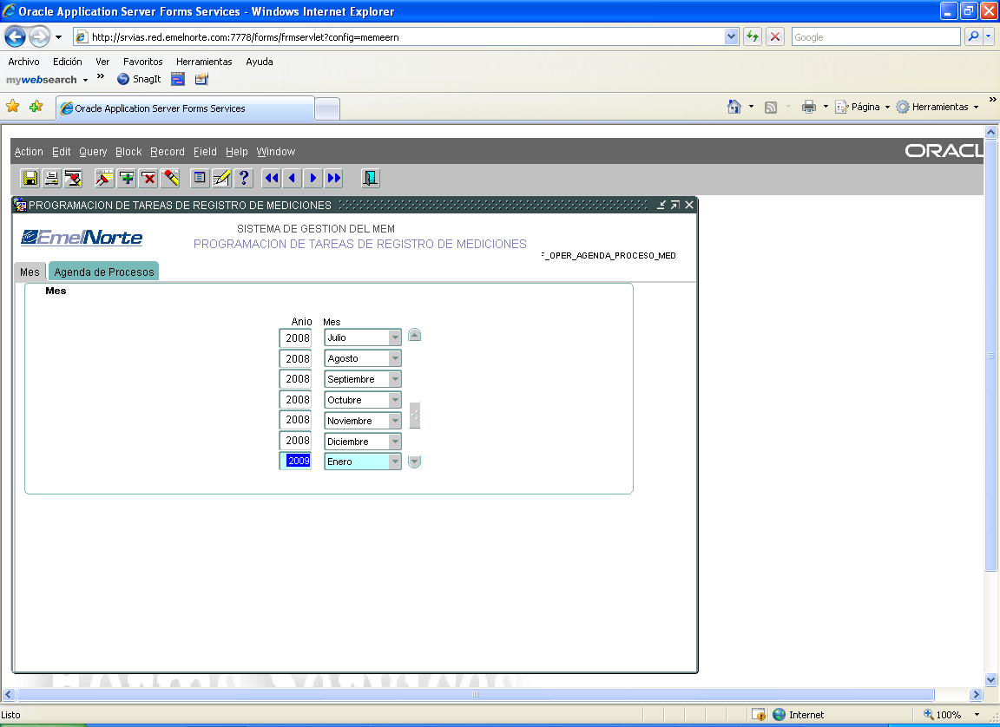 Oracle Application Server Forms Services - Windows Internet Explorer
http://srvias.red.emelnorte.com:7778/forms/frmservlet?config=memeern
Google
Archivo Edición Ver Favoritos Herramientas Ayuda
mywebsearch » SnagIt
Oracle Application Server Forms Services
Página Herramientas »
Action Edit Query Block Record Field Help Window
ORACL
PROGRAMACION DE TAREAS DE REGISTRO DE MEDICIONES
EmelNorte
SISTEMA DE GESTION DEL MEM
PROGRAMACION DE TAREAS DE REGISTRO DE MEDICIONES
F_OPER_AGENDA_PROCESO_MED
Mes Agenda de Procesos
Mes
Anio Mes
2008 Julio
2008 Agosto
2008 Septiembre
2008 Octubre
2008 Noviembre
2008 Diciembre
2009 Enero
Listo Internet 100%